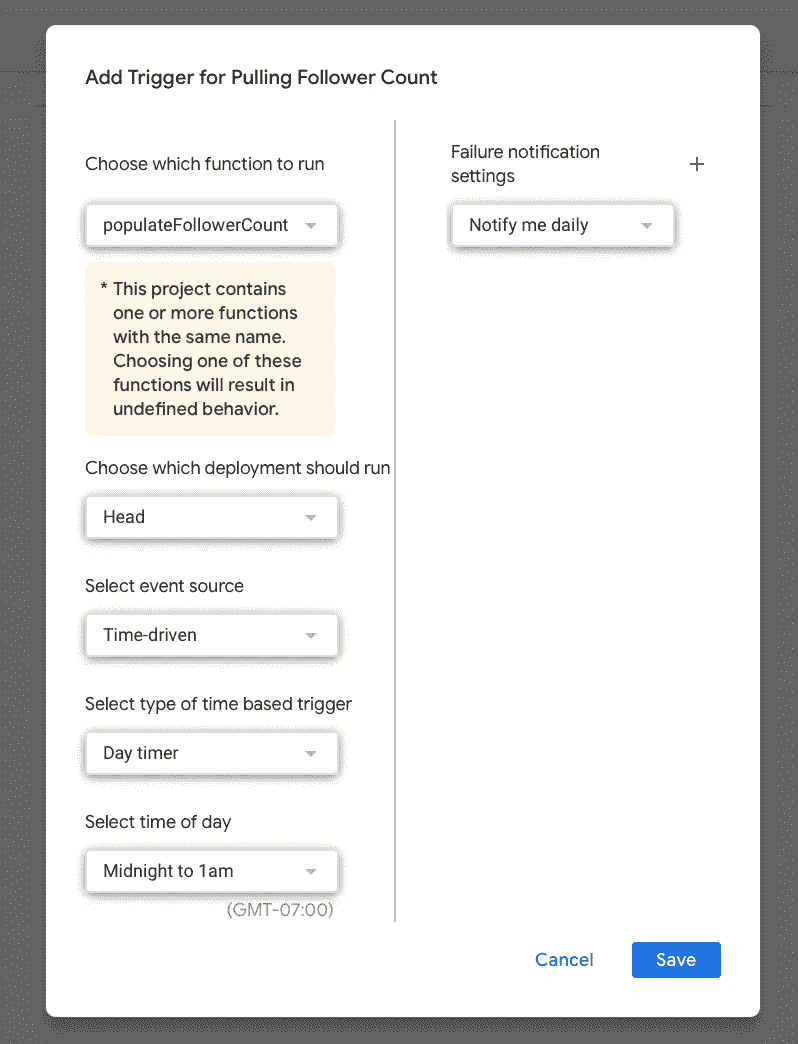 Add Trigger for Pulling Follower Count
Choose which function to run
populateFollowerCount
* This project contains
one or more functions
with the same name.
Choosing one of these
functions will result in
undefined behavior.
Choose which deployment should run
Head
Select event source
Time-driven
Select type of time based trigger
Day timer
Select time of day
Midnight to 1am
(GMT-07:00)
Failure notification
settings
+
Notify me daily
Cancel
Save